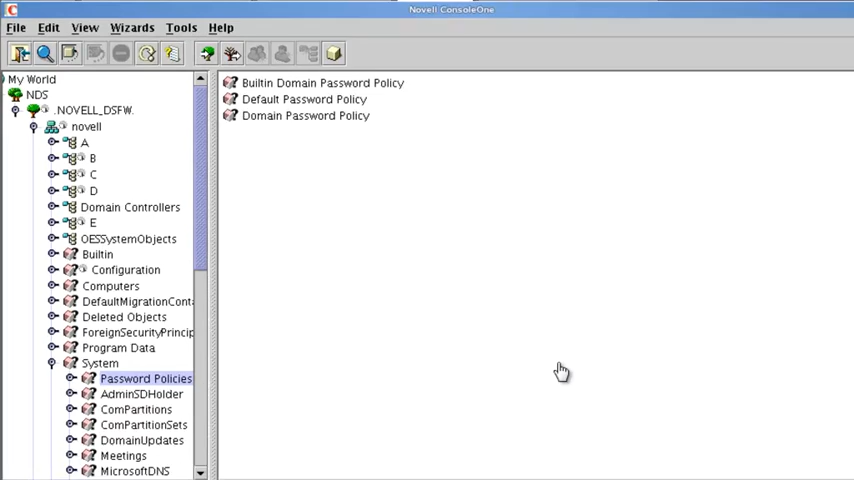 Novell ConsoleOne
File Edit View Wizards Tools Help
My World
NDS
.NOVELL_DSFW.
novell
A
B
C
D
Domain Controllers
E
OESSystemObjects
Builtin
Configuration
Computers
DefaultMigrationConta
Deleted Objects
ForeignSecurityPrincip
Program Data
System
Password Policies
AdminSDHolder
ComPartitions
ComPartitionSets
DomainUpdates
Meetings
MicrosoftDNS
Builtin Domain Password Policy
Default Password Policy
Domain Password Policy